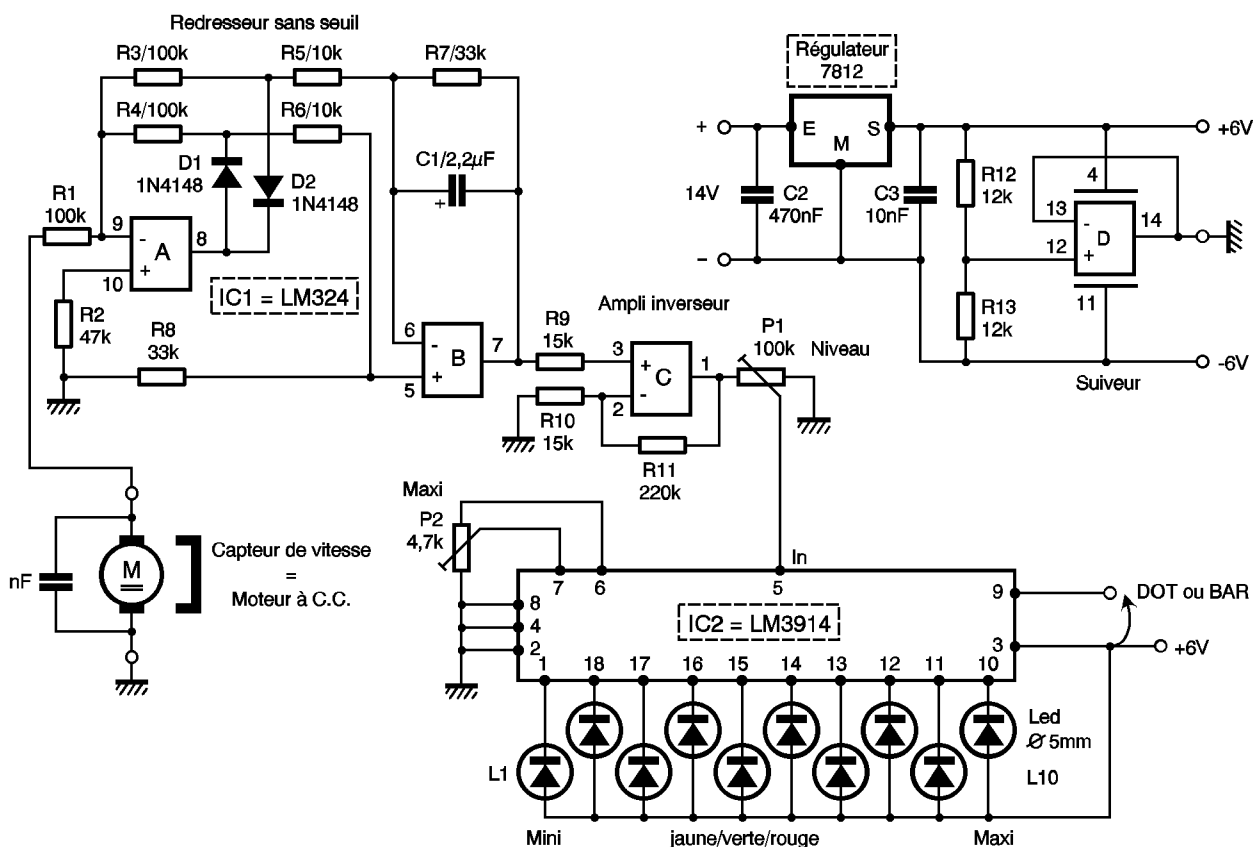 Redresseur sans seuil
R3/100k
R5/10k
R7/33k
R4/100k
R6/10k
D1
1N4148
D2
1N4148
C1/2,2µF
+
R1
100k
9
-
A
8
+
10
IC1 = LM324
R2
47k
R8
33k
6
-
B
7
+
5
Régulateur
7812
+
E
S
M
+6V
14V
C2
470nF
C3
10nF
R12
12k
4
13
-
D
14
12
+
11
R13
12k
-
-6V
Suiveur
Ampli inverseur
R9
15k
3
+
C
1
-
2
R10
15k
R11
220k
P1
100k
Niveau
Maxi
P2
4,7k
nF
M
Capteur de vitesse
=
Moteur à C.C.
7
6
5
In
8
4
2
IC2 = LM3914
9
DOT ou BAR
3
+6V
1
18
17
16
15
14
13
12
11
10
L1
Led
Ø 5mm
L10
Mini
jaune/verte/rouge
Maxi